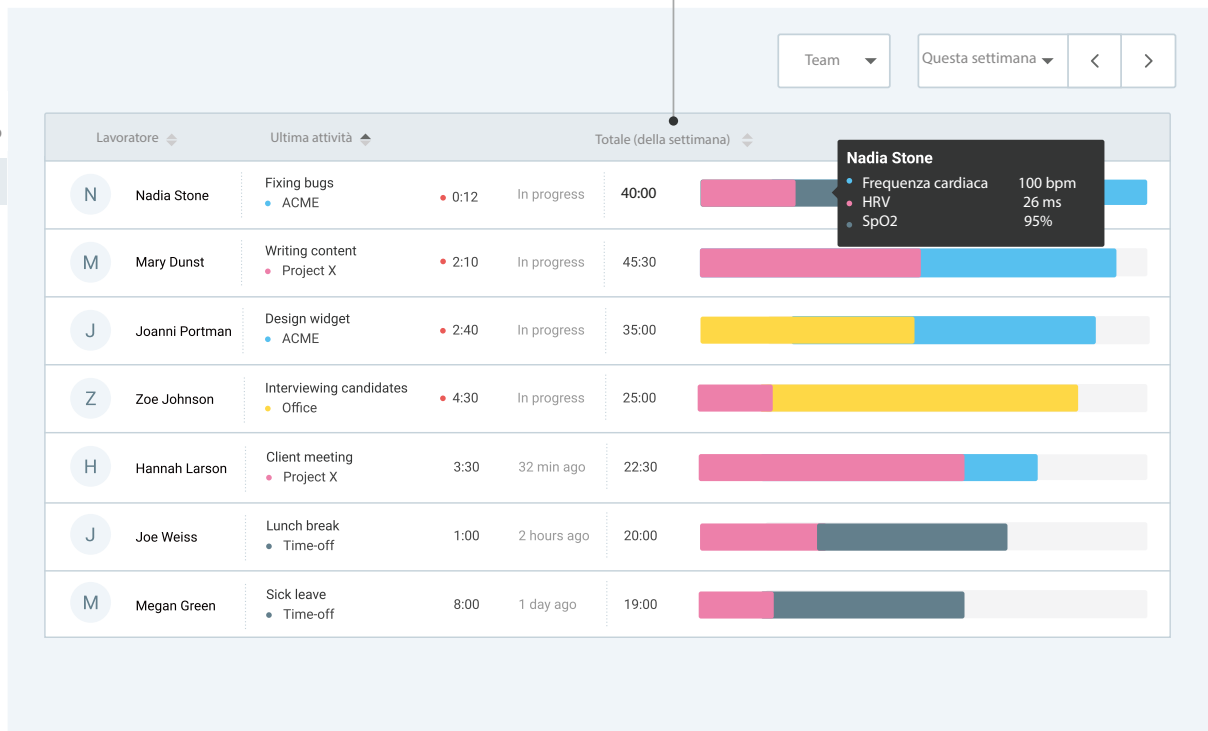 Team
Questa settimana
Lavoratore
Ultima attività
Totale (della settimana)
N
Nadia Stone
Fixing bugs
ACME
0:12
In progress
40:00
Nadia Stone
Frequenza cardiaca 100 bpm
HRV 26 ms
SpO2 95%
M
Mary Dunst
Writing content
Project X
2:10
In progress
45:30
J
Joanni Portman
Design widget
ACME
2:40
In progress
35:00
Z
Zoe Johnson
Interviewing candidates
Office
4:30
In progress
25:00
H
Hannah Larson
Client meeting
Project X
3:30
32 min ago
22:30
J
Joe Weiss
Lunch break
Time-off
1:00
2 hours ago
20:00
M
Megan Green
Sick leave
Time-off
8:00
1 day ago
19:00